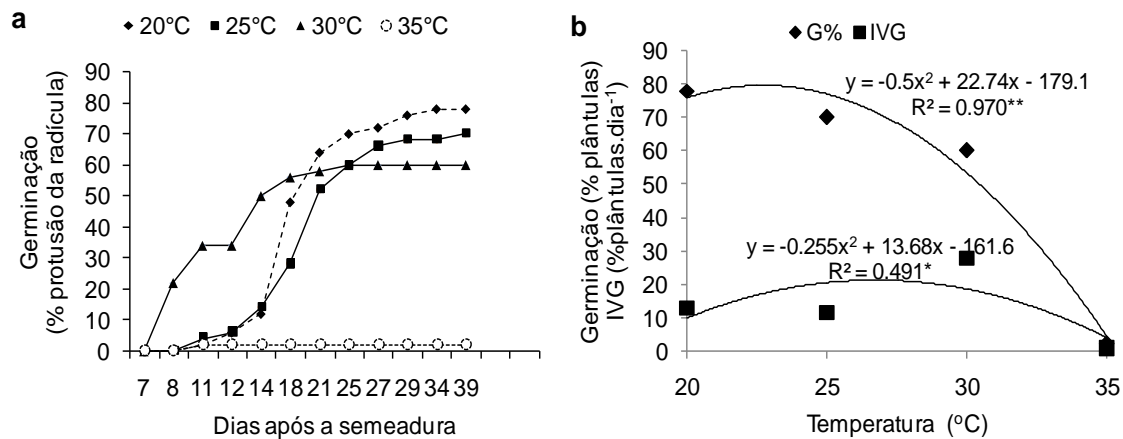 a
20°C 25°C 30°C 35°C
Germinação
(% protusão da radícula)
90
80
70
60
50
40
30
20
10
0
7 8 11 12 14 18 21 25 27 29 34 39
Dias após a semeadura
b
G% IVG
Germinação (% plântulas)
IVG (%plântulas.dia⁻¹)
90
80
70
60
50
40
30
20
10
0
y = -0.5x² + 22.74x - 179.1
R² = 0.970**
y = -0.255x² + 13.68x - 161.6
R² = 0.491*
20 25 30 35
Temperatura (ºC)